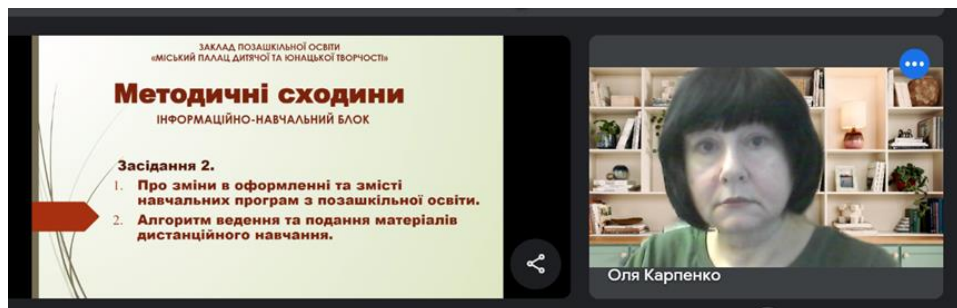 ЗАКЛАД ПОЗАШКІЛЬНОЇ ОСВІТИ
«МІСЬКИЙ ПАЛАЦ ДИТЯЧОЇ ТА ЮНАЦЬКОЇ ТВОРЧОСТІ»
Методичні сходини
ІНФОРМАЦІЙНО-НАВЧАЛЬНИЙ БЛОК
Засідання 2.
1. Про зміни в оформленні та змісті
навчальних програм з позашкільної освіти.
2. Алгоритм ведення та подання матеріалів
дистанційного навчання.
Оля Карпенко